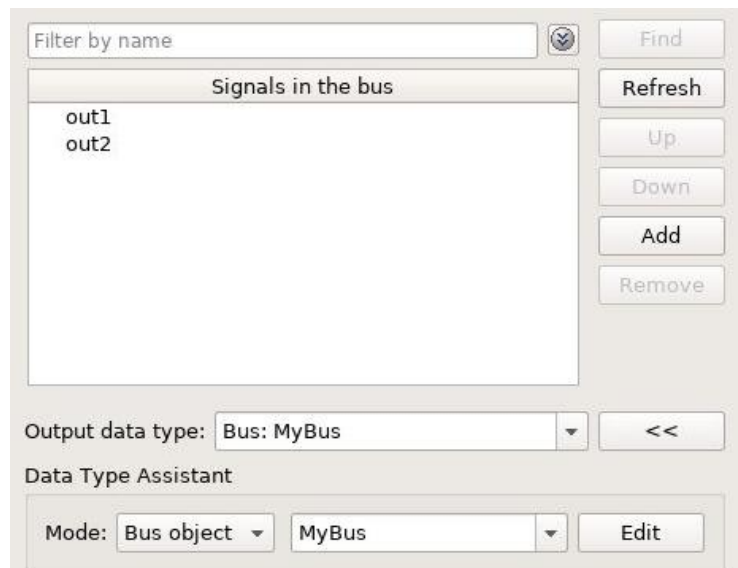 Filter by name
Find
Signals in the bus
Refresh
out1
out2
Up
Down
Add
Remove
Output data type: Bus: MyBus <<
Data Type Assistant
Mode: Bus object MyBus Edit